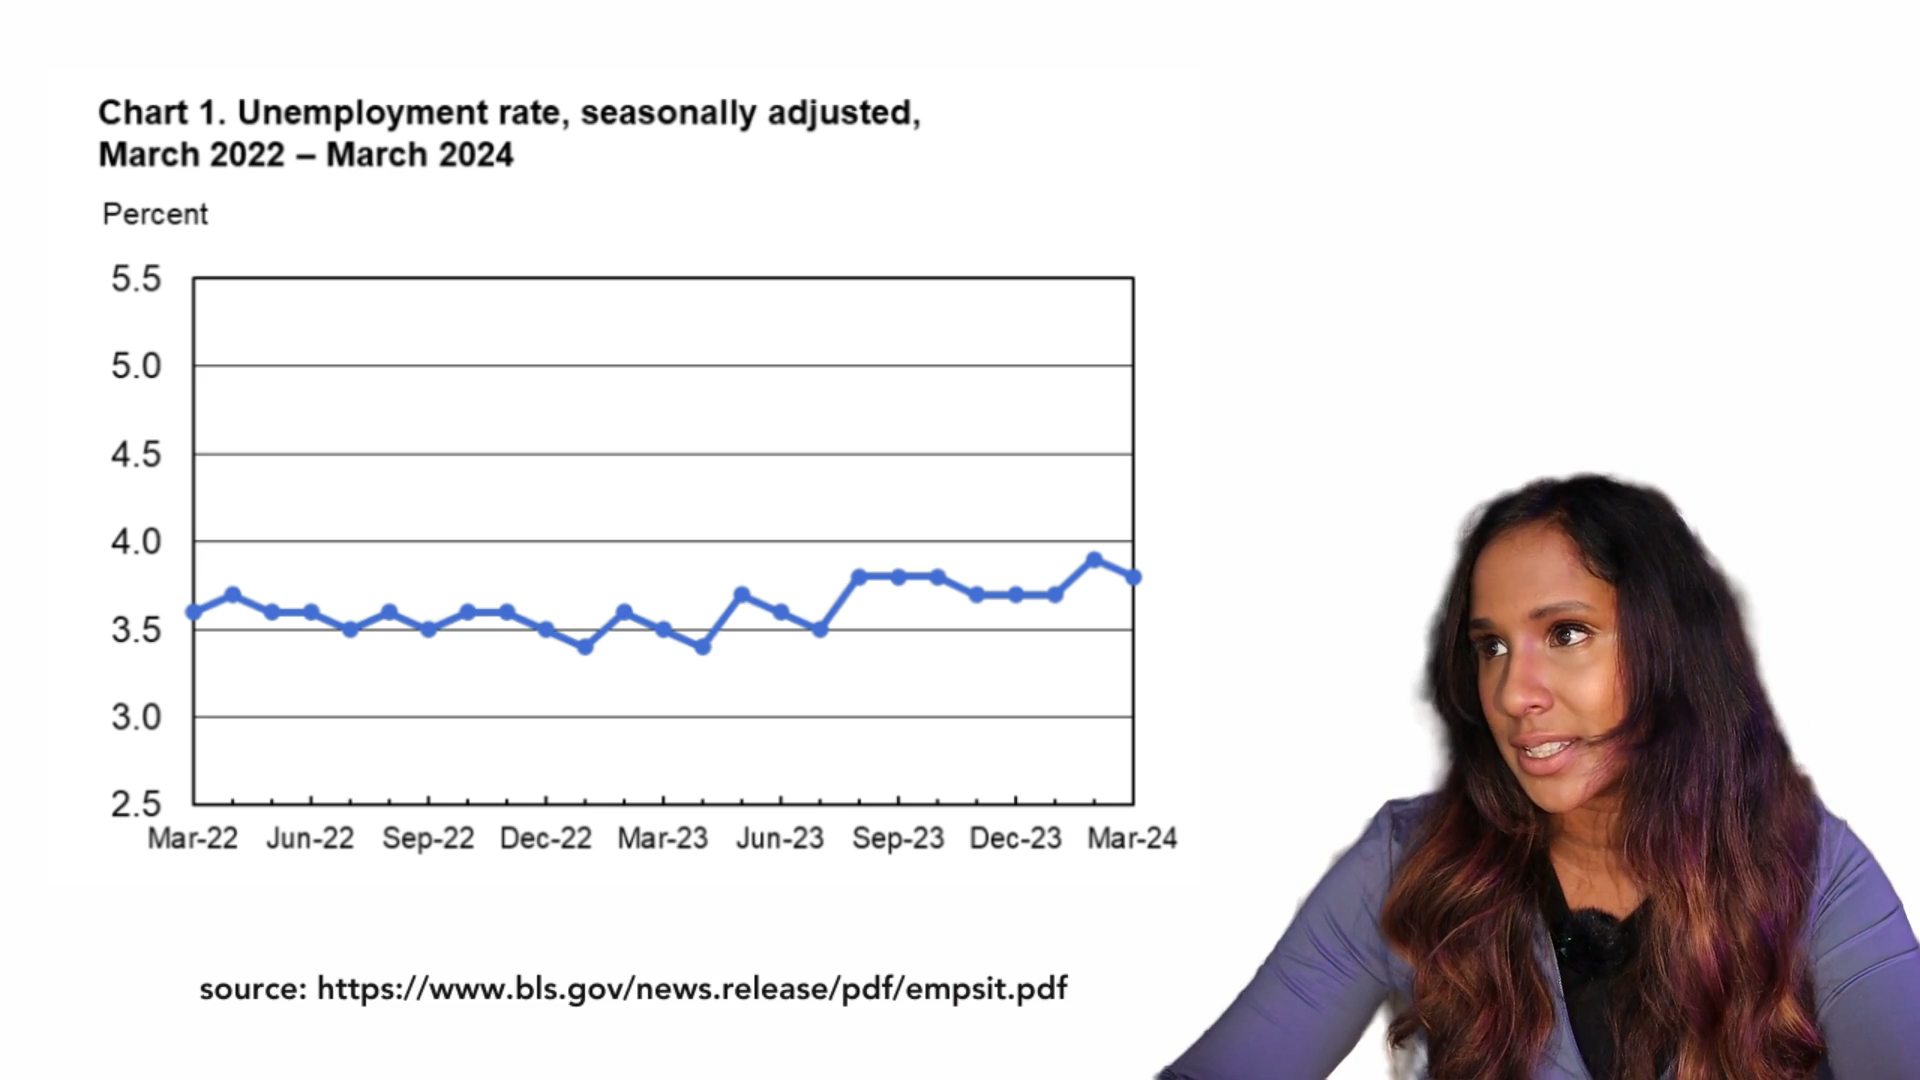 Chart 1. Unemployment rate, seasonally adjusted,
March 2022 – March 2024
Percent
5.5
5.0
4.5
4.0
3.5
3.0
2.5
Mar-22 Jun-22 Sep-22 Dec-22 Mar-23 Jun-23 Sep-23 Dec-23 Mar-24
source: https://www.bls.gov/news.release/pdf/empsit.pdf